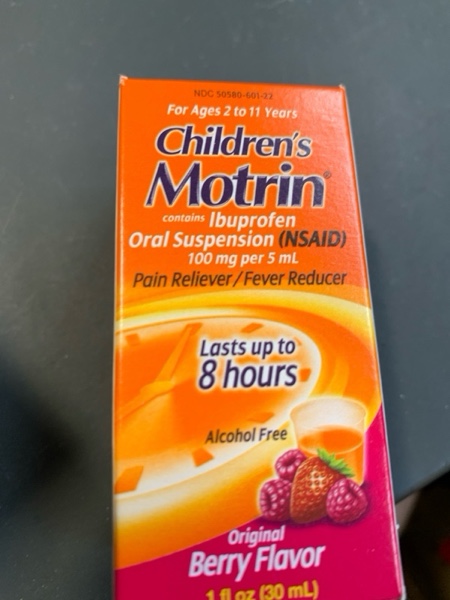 NDC 50580-601-23
For Ages 2 to 11 Years
Children's
Motrin®
contains Ibuprofen
Oral Suspension (NSAID)
100 mg per 5 mL
Pain Reliever/Fever Reducer
Lasts up to
8 hours
Alcohol Free
Original
Berry Flavor
1 fl oz (30 mL)